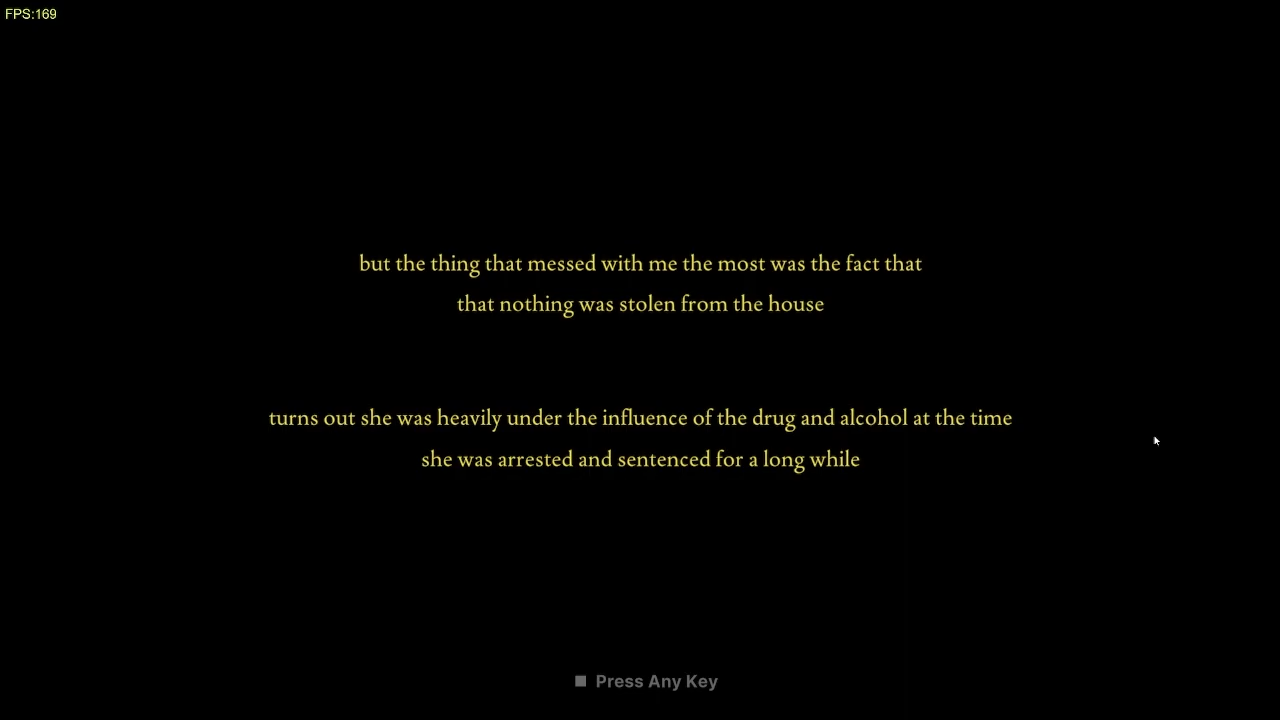 FPS:169
but the thing that messed with me the most was the fact that
that nothing was stolen from the house
turns out she was heavily under the influence of the drug and alcohol at the time
she was arrested and sentenced for a long while
Press Any Key